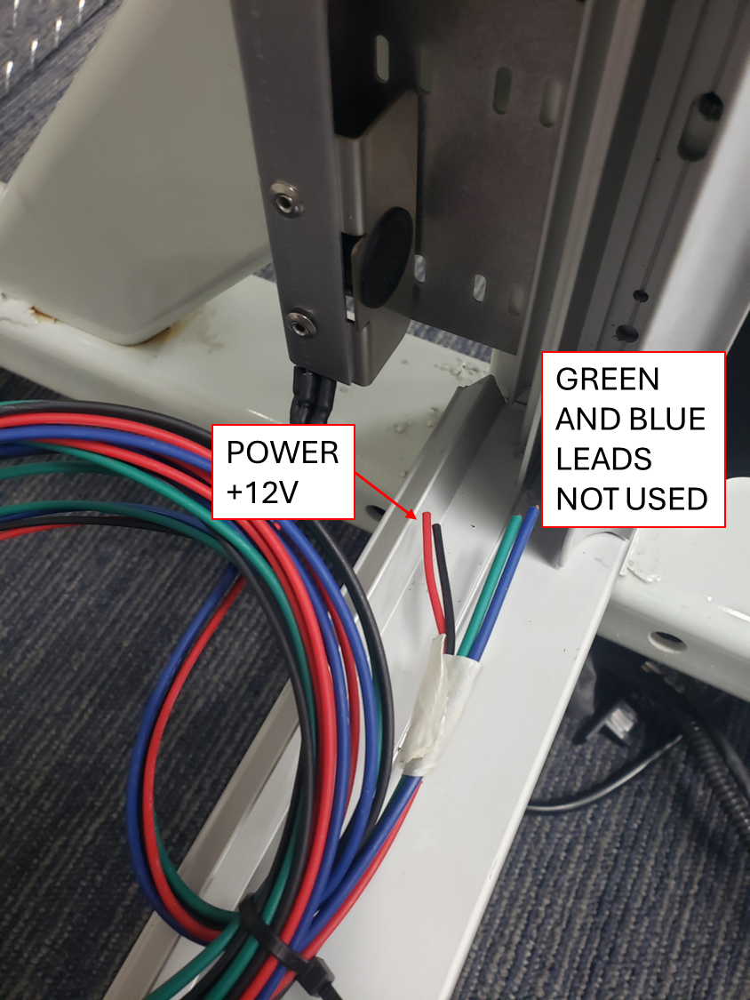 POWER
+12V
GREEN
AND BLUE
LEADS
NOT USED